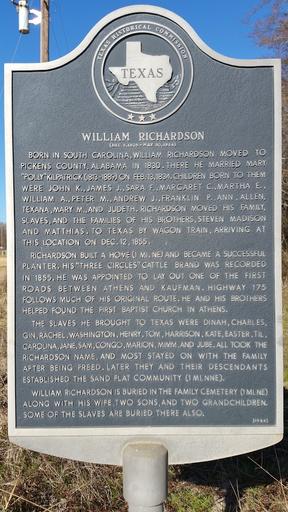 TEXAS HISTORICAL COMMISSION
TEXAS
WILLIAM RICHARDSON
BORN IN SOUTH CAROLINA, WILLIAM RICHARDSON MOVED TO
PICKENS COUNTY, ALABAMA IN 1830. THERE HE MARRIED MARY
"POLLY" KILPATRICK (1813-1889) ON FEB. 13, 1834. CHILDREN BORN TO THEM
WERE JOHN K., JAMES J., SARA F., MARGARET C., MARTHA E.,
WILLIAM A., PETER M., ANDREW J., FRANKLIN P., ANN, ALLEN,
TEXANA, MARY M., AND JUDETH. RICHARDSON MOVED HIS FAMILY,
SLAVES, AND THE FAMILIES OF HIS BROTHERS, STEVEN MADISON
AND MATTHIAS, TO TEXAS BY WAGON TRAIN, ARRIVING AT
THIS LOCATION ON DEC. 12, 1855.
RICHARDSON BUILT A HOME (1 MI. NE) AND BECAME A SUCCESSFUL
PLANTER. HIS "THREE CIRCLES" CATTLE BRAND WAS RECORDED
IN 1855. HE WAS APPOINTED TO LAY OUT ONE OF THE FIRST
ROADS BETWEEN ATHENS AND KAUFMAN. HIGHWAY 175
FOLLOWS MUCH OF HIS ORIGINAL ROUTE. HE AND HIS BROTHERS
HELPED FOUND THE FIRST BAPTIST CHURCH IN ATHENS.
THE SLAVES HE BROUGHT TO TEXAS WERE DINAH, CHARLES,
GIN, RACHEL, WASHINGTON, HENRY, TOM, HARRISON, KATE, EASTER, TIL,
CAROLINA, JANE, SAM, CONGO, MARION, MIMM, AND JUBE. ALL TOOK THE
RICHARDSON NAME, AND MOST STAYED ON WITH THE FAMILY
AFTER BEING FREED. LATER THEY AND THEIR DESCENDANTS
ESTABLISHED THE SAND FLAT COMMUNITY (1 MI. NNE).
WILLIAM RICHARDSON IS BURIED IN THE FAMILY CEMETERY (1 MI. NE)
ALONG WITH HIS WIFE, TWO SONS, AND TWO GRANDCHILDREN.
SOME OF THE SLAVES ARE BURIED THERE ALSO.